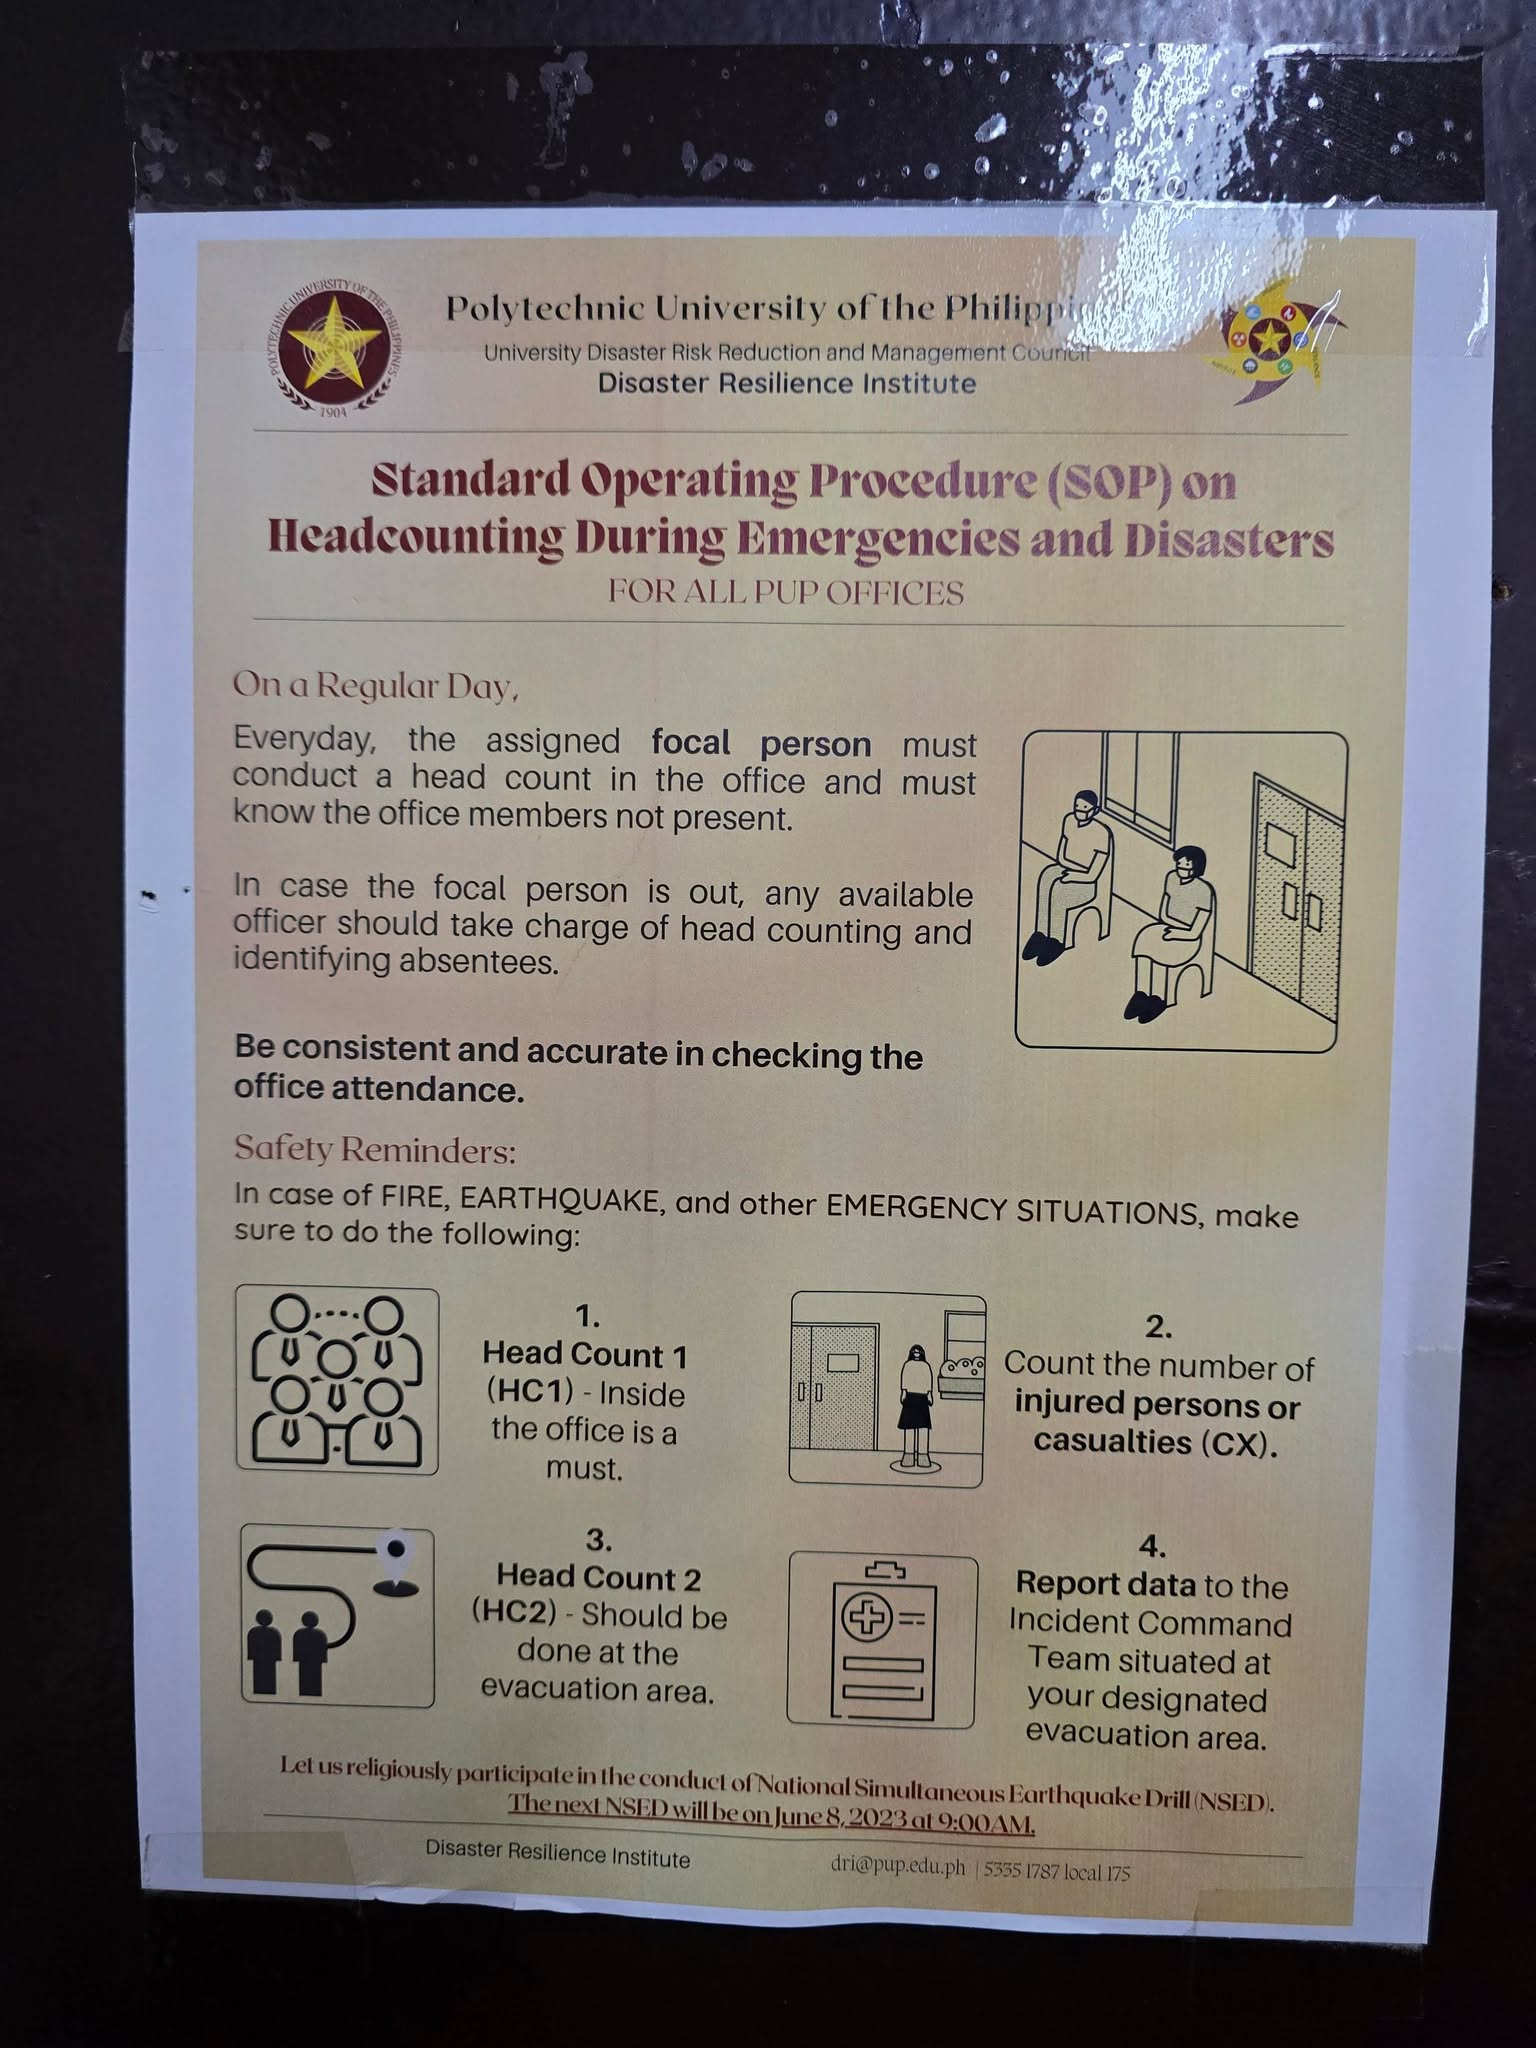 POLYTECHNIC UNIVERSITY OF THE PHILIPPINES
1904
Polytechnic University of the Philippi
University Disaster Risk Reduction and Management Council
Disaster Resilience Institute
Standard Operating Procedure (SOP) on
Headcounting During Emergencies and Disasters
FOR ALL PUP OFFICES
On a Regular Day,
Everyday, the assigned focal person must
conduct a head count in the office and must
know the office members not present.
In case the focal person is out, any available
officer should take charge of head counting and
identifying absentees.
Be consistent and accurate in checking the
office attendance.
Safety Reminders:
In case of FIRE, EARTHQUAKE, and other EMERGENCY SITUATIONS, make
sure to do the following:
1.
Head Count 1
(HC1) - Inside
the office is a
must.
2.
Count the number of
injured persons or
casualties (CX).
3.
Head Count 2
(HC2) - Should be
done at the
evacuation area.
4.
Report data to the
Incident Command
Team situated at
your designated
evacuation area.
Let us religiously participate in the conduct of National Simultaneous Earthquake Drill (NSED).
The next NSED will be on June 8, 2023 at 9:00AM.
Disaster Resilience Institute
dri@pup.edu.ph | 5335 1787 local 175